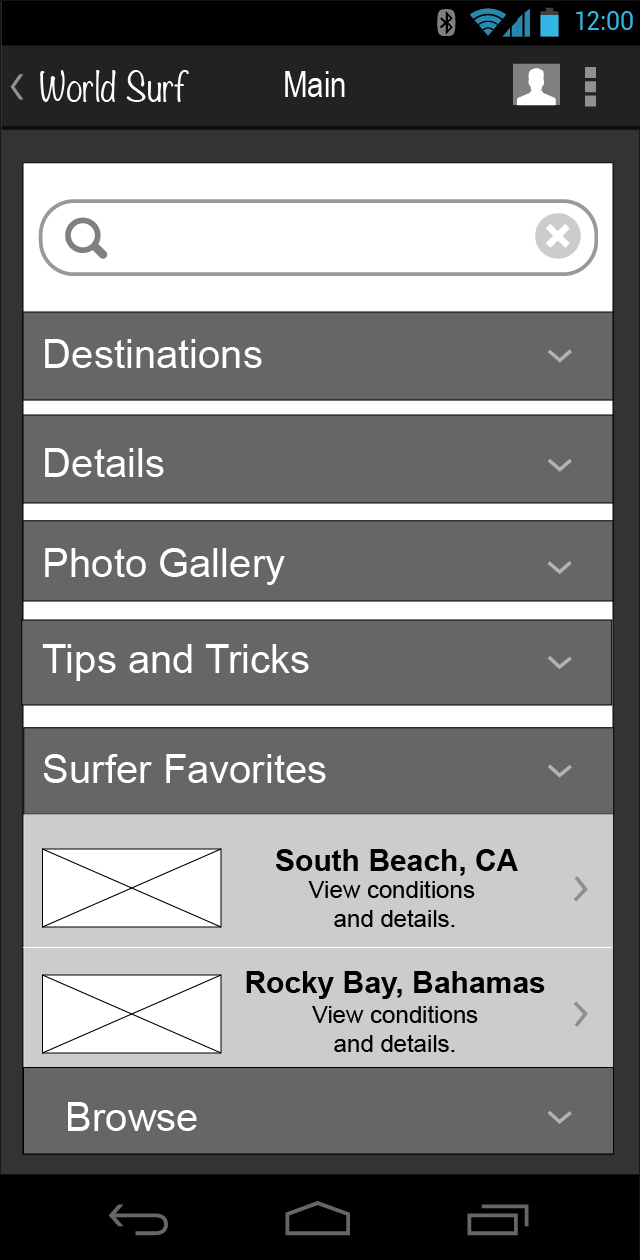 12:00
World Surf
Main
Destinations
Details
Photo Gallery
Tips and Tricks
Surfer Favorites
South Beach, CA
View conditions
and details.
Rocky Bay, Bahamas
View conditions
and details.
Browse